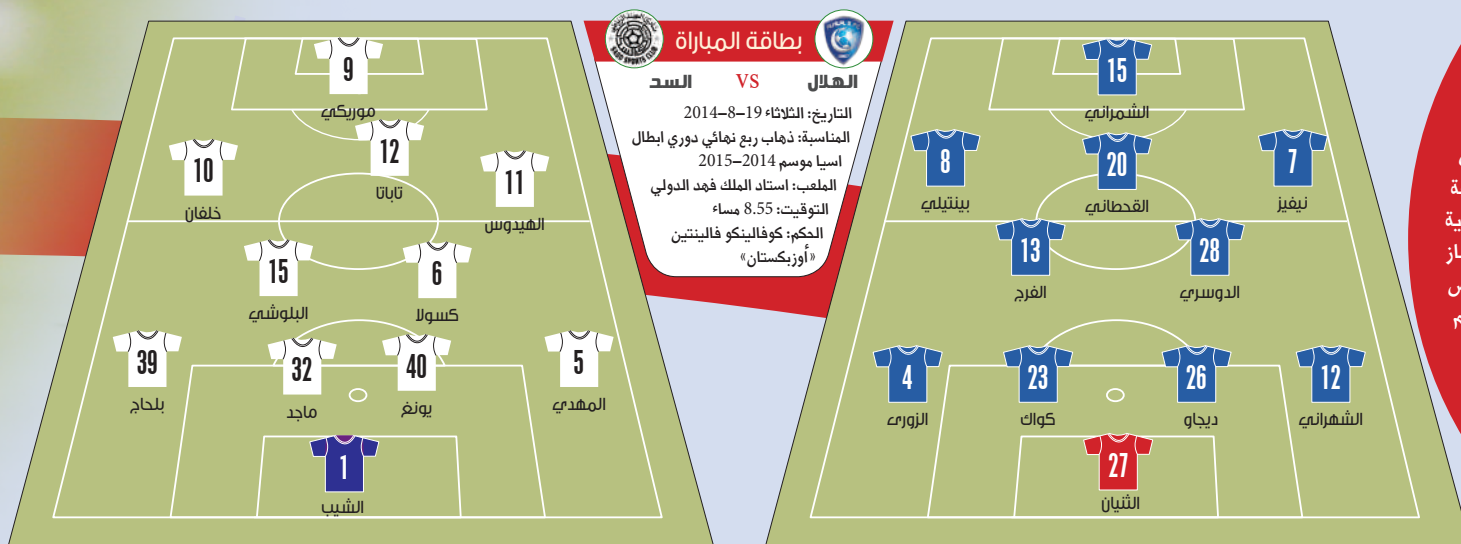 بطاقة المباراة
الهلال VS السد
التاريخ: الثلاثاء 19–8–2014
المناسبة: ذهاب ربع نهائي دوري ابطال
اسيا موسم 2014–2015
الملعب: استاد الملك فهد الدولي
التوقيت: 8.55 مساء
الحكم: كوفالينكو فالينتين
«أوزبكستان»
15
الشمراني
7
نيفيز
20
القحطاني
8
بينتيلي
28
الدوسري
13
الفرج
12
الشهراني
26
ديجاو
23
كواك
4
الزوري
27
الثنيان
9
موريكي
11
الهيدوس
12
تاباتا
10
خلفان
6
كسولا
15
البلوشي
5
المهدي
40
يونغ
32
ماجد
39
بلحاج
1
الشيب